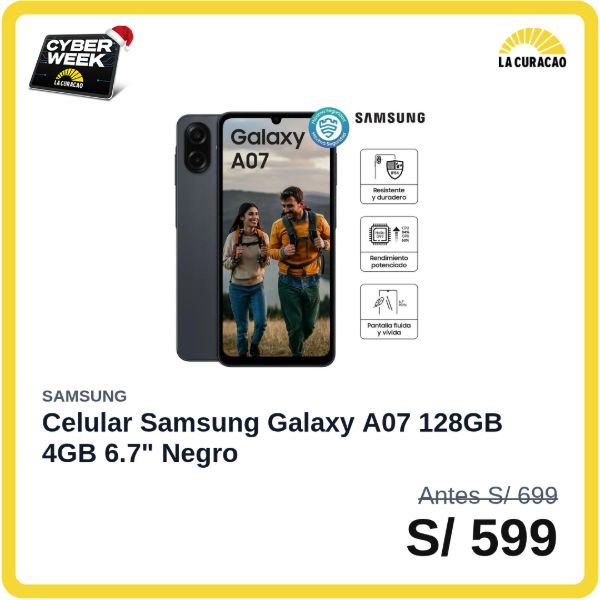 CYBER
WEEK
LA CURACAO
LA CURACAO
Galaxy
A07
SAMSUNG
Resistente
y duradero
Rendimiento
potenciado
Pantalla fluida
y vívida
SAMSUNG
Celular Samsung Galaxy A07 128GB
4GB 6.7" Negro
Antes S/ 699
S/ 599